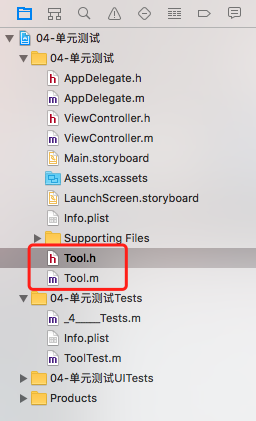 04-单元测试
04-单元测试
AppDelegate.h
AppDelegate.m
ViewController.h
ViewController.m
Main.storyboard
Assets.xcassets
LaunchScreen.storyboard
Info.plist
Supporting Files
Tool.h
Tool.m
04-单元测试Tests
_4____Tests.m
Info.plist
ToolTest.m
04-单元测试UITests
Products